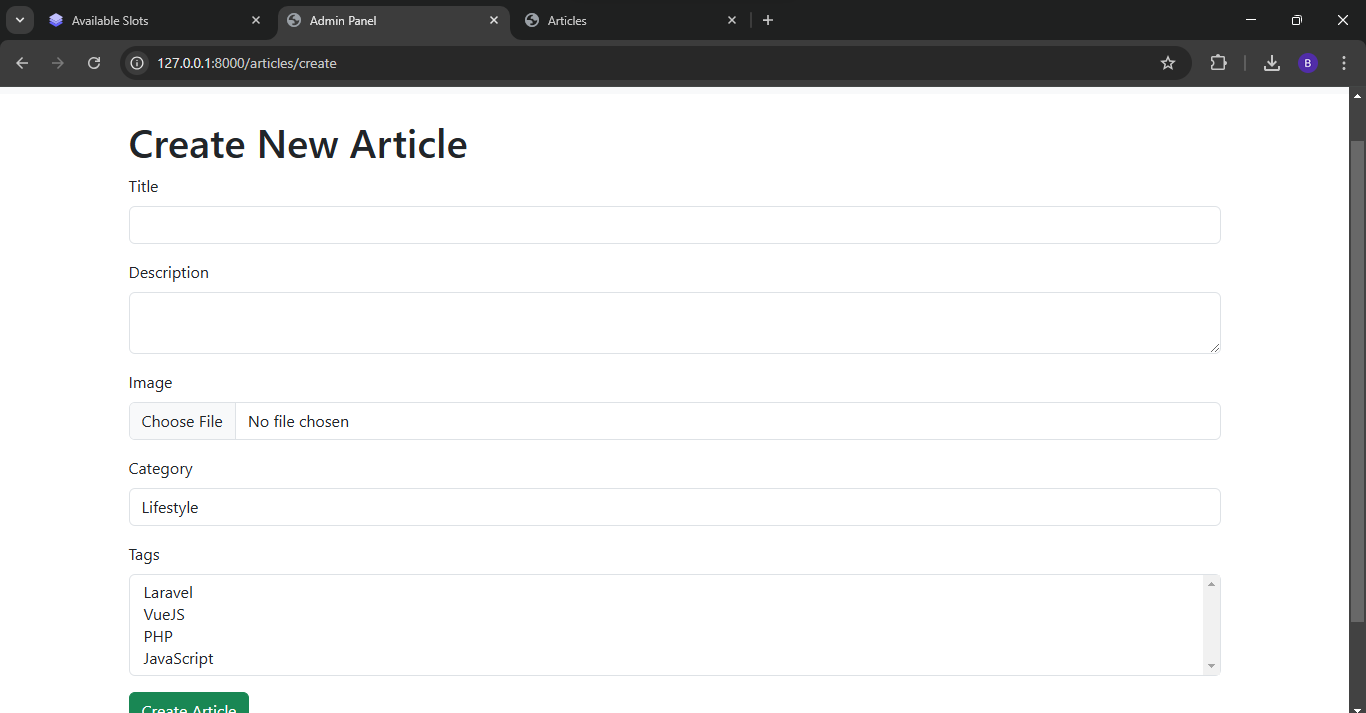 Available Slots
Admin Panel
Articles
127.0.0.1:8000/articles/create
B
Create New Article
Title
Description
Image
Choose File No file chosen
Category
Lifestyle
Tags
Laravel
VueJS
PHP
JavaScript
Create Article